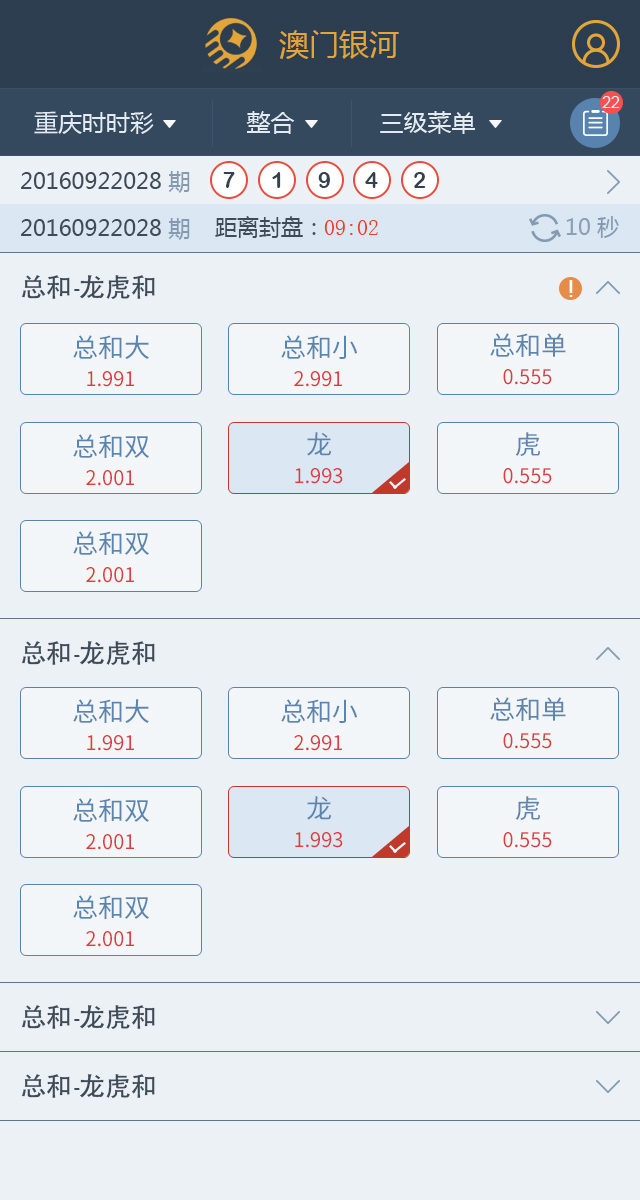 澳门银河
重庆时时彩 整合 三级菜单 22
20160922028 期 7 1 9 4 2
20160922028 期 距离封盘：09:02 10 秒
总和-龙虎和
总和大 总和小 总和单
1.991 2.991 0.555
总和双 龙 虎
2.001 1.993 0.555
总和双
2.001
总和-龙虎和
总和大 总和小 总和单
1.991 2.991 0.555
总和双 龙 虎
2.001 1.993 0.555
总和双
2.001
总和-龙虎和
总和-龙虎和